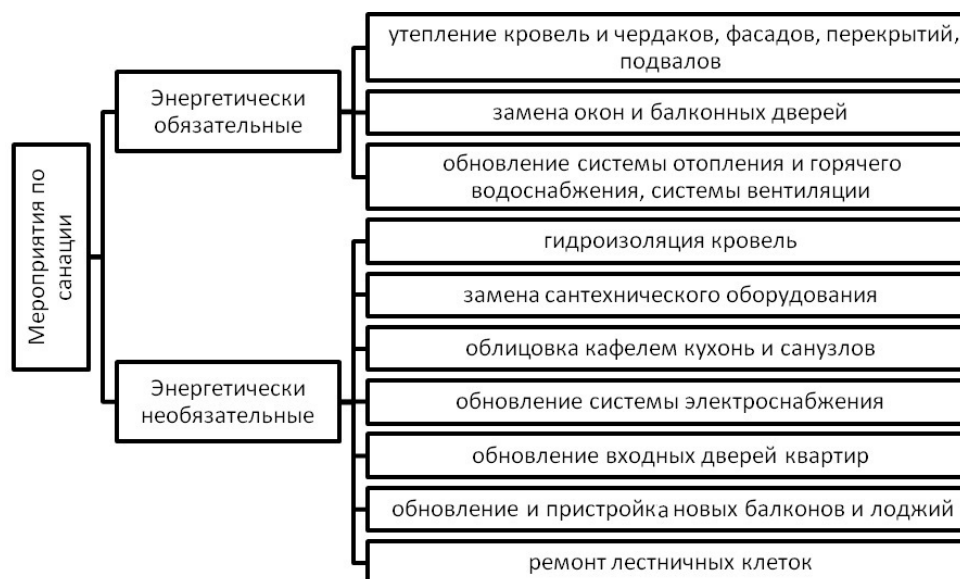 Мероприятия по
санации
Энергетически
обязательные
утепление кровель и чердаков, фасадов, перекрытий,
подвалов
замена окон и балконных дверей
обновление системы отопления и горячего
водоснабжения, системы вентиляции
Энергетически
необязательные
гидроизоляция кровель
замена сантехнического оборудования
облицовка кафелем кухонь и санузлов
обновление системы электроснабжения
обновление входных дверей квартир
обновление и пристройка новых балконов и лоджий
ремонт лестничных клеток